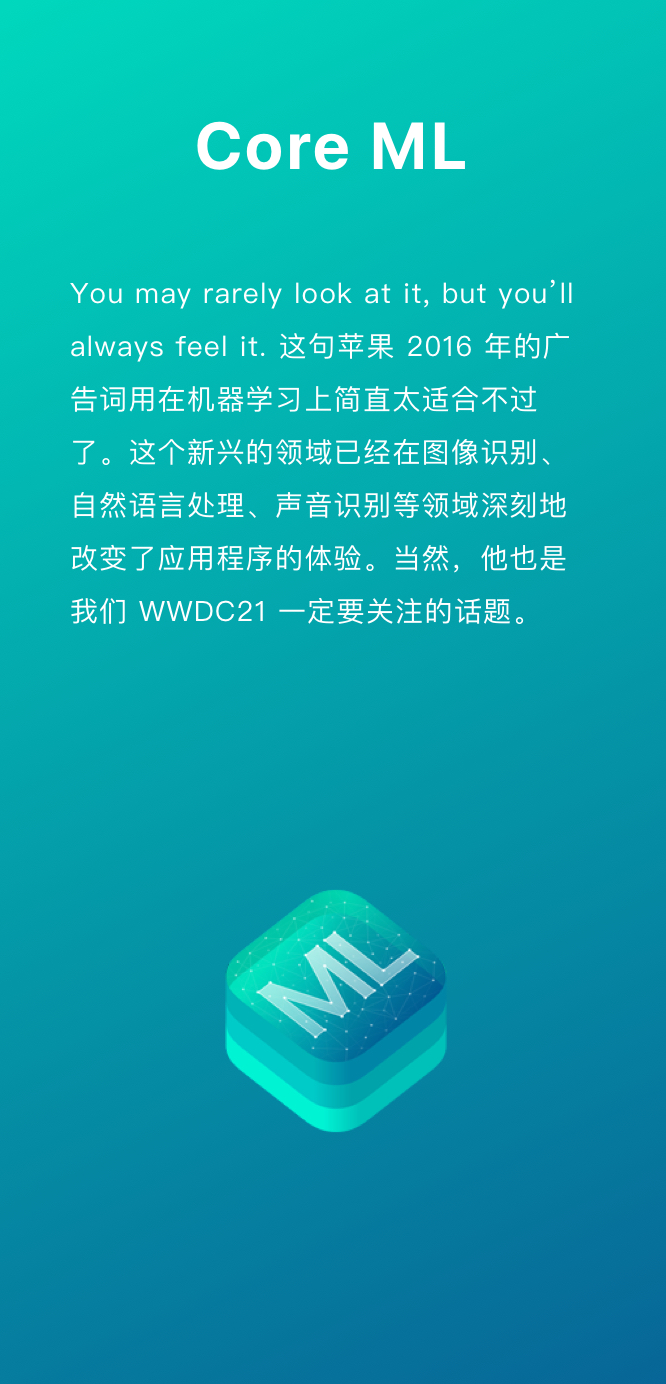 Core ML
You may rarely look at it, but you’ll
always feel it. 这句苹果 2016 年的广
告词用在机器学习上简直太适合不过
了。这个新兴的领域已经在图像识别、
自然语言处理、声音识别等领域深刻地
改变了应用程序的体验。当然，他也是
我们 WWDC21 一定要关注的话题。
ML